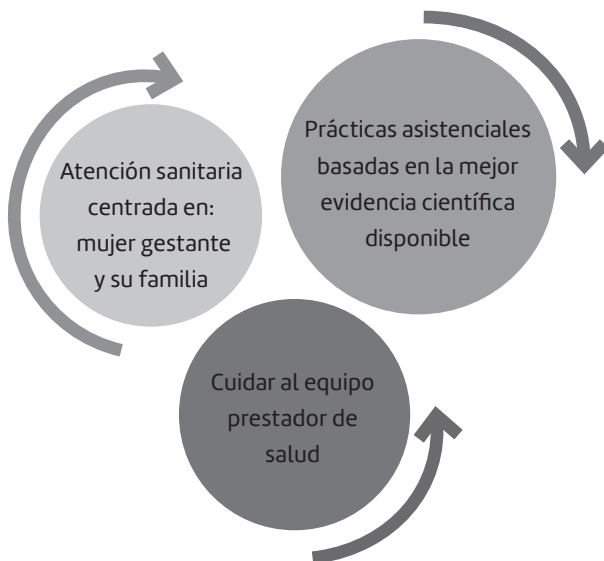 Atención sanitaria
centrada en:
mujer gestante
y su familia
Prácticas asistenciales
basadas en la mejor
evidencia científica
disponible
Cuidar al equipo
prestador de
salud